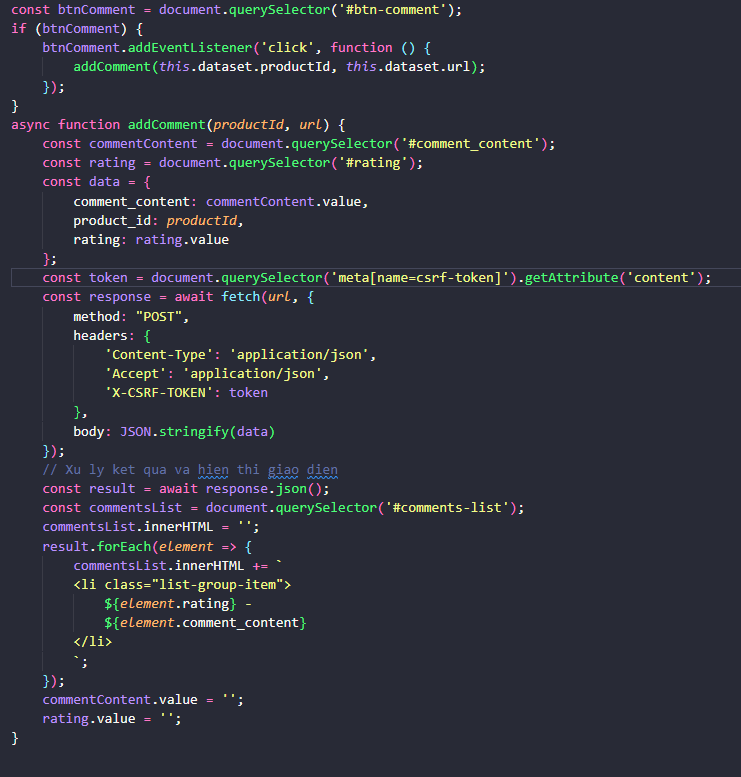 const btnComment = document.querySelector('#btn-comment');
if (btnComment) {
    btnComment.addEventListener('click', function () {
        addComment(this.dataset.productId, this.dataset.url);
    });
}
async function addComment(productId, url) {
    const commentContent = document.querySelector('#comment_content');
    const rating = document.querySelector('#rating');
    const data = {
        comment_content: commentContent.value,
        product_id: productId,
        rating: rating.value
    };
    const token = document.querySelector('meta[name=csrf-token]').getAttribute('content');
    const response = await fetch(url, {
        method: "POST",
        headers: {
            'Content-Type': 'application/json',
            'Accept': 'application/json',
            'X-CSRF-TOKEN': token
        },
        body: JSON.stringify(data)
    });
    // Xu ly ket qua va hien thi giao dien
    const result = await response.json();
    const commentsList = document.querySelector('#comments-list');
    commentsList.innerHTML = '';
    result.forEach(element => {
        commentsList.innerHTML += `
        <li class="list-group-item">
            ${element.rating} -
            ${element.comment_content}
        </li>
        `;
    });
    commentContent.value = '';
    rating.value = '';
}